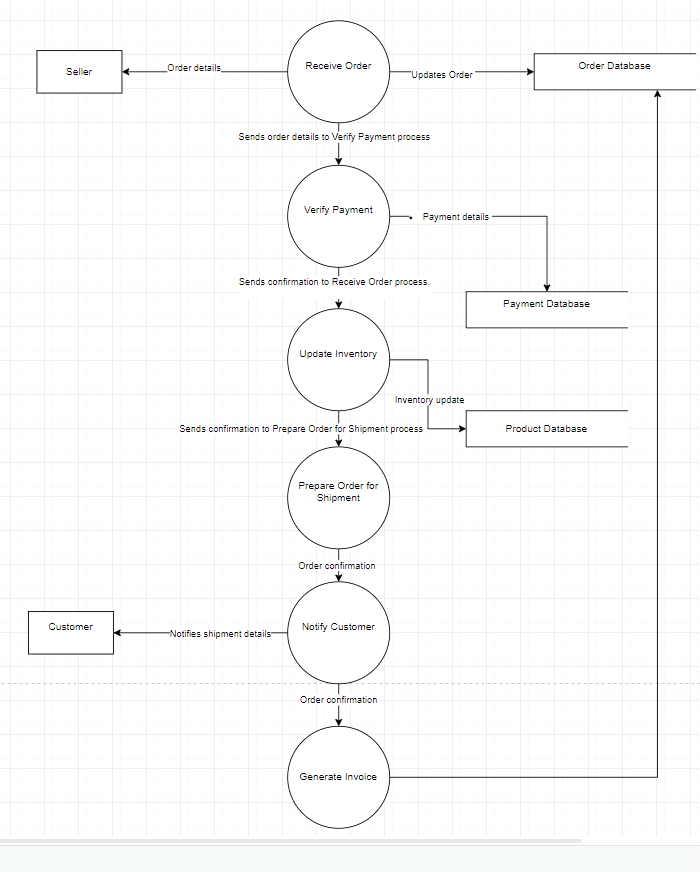 Seller
Order details
Receive Order
Updates Order
Order Database
Sends order details to Verify Payment process
Verify Payment
Payment details
Sends confirmation to Receive Order process.
Payment Database
Update Inventory
Inventory update
Sends confirmation to Prepare Order for Shipment process
Product Database
Prepare Order for
Shipment
Order confirmation
Customer
Notifies shipment details
Notify Customer
Order confirmation
Generate Invoice